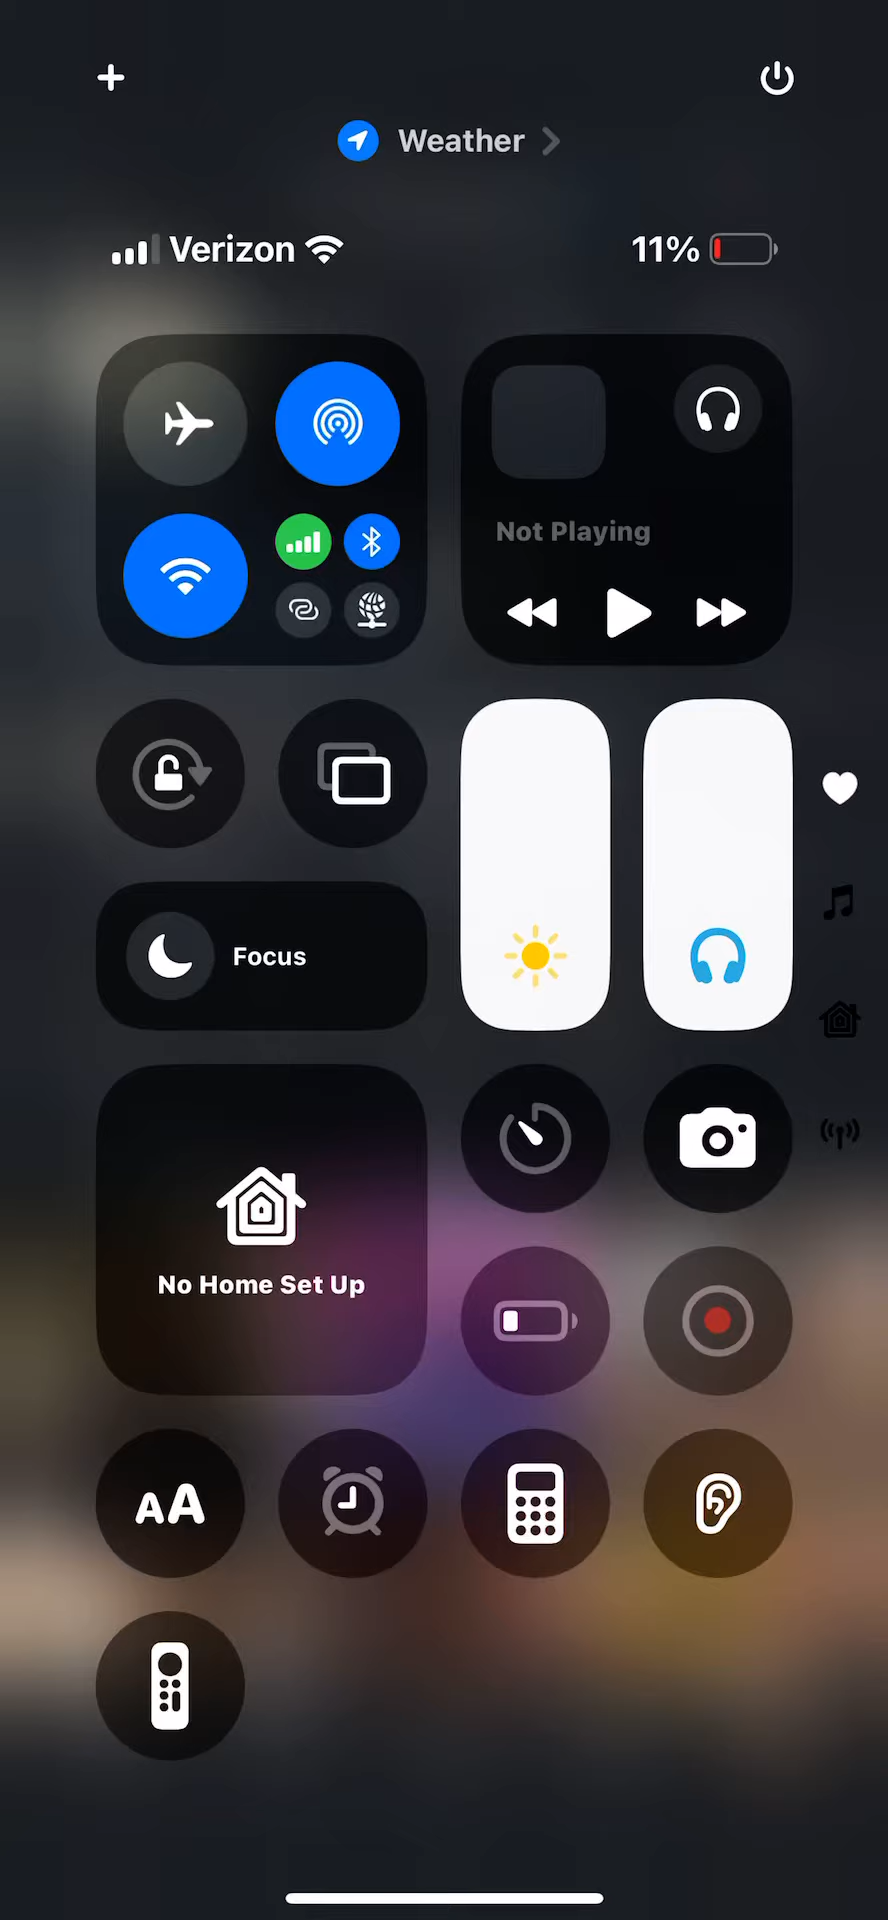 Weather
Verizon 11%
Not Playing
Focus
No Home Set Up
AA